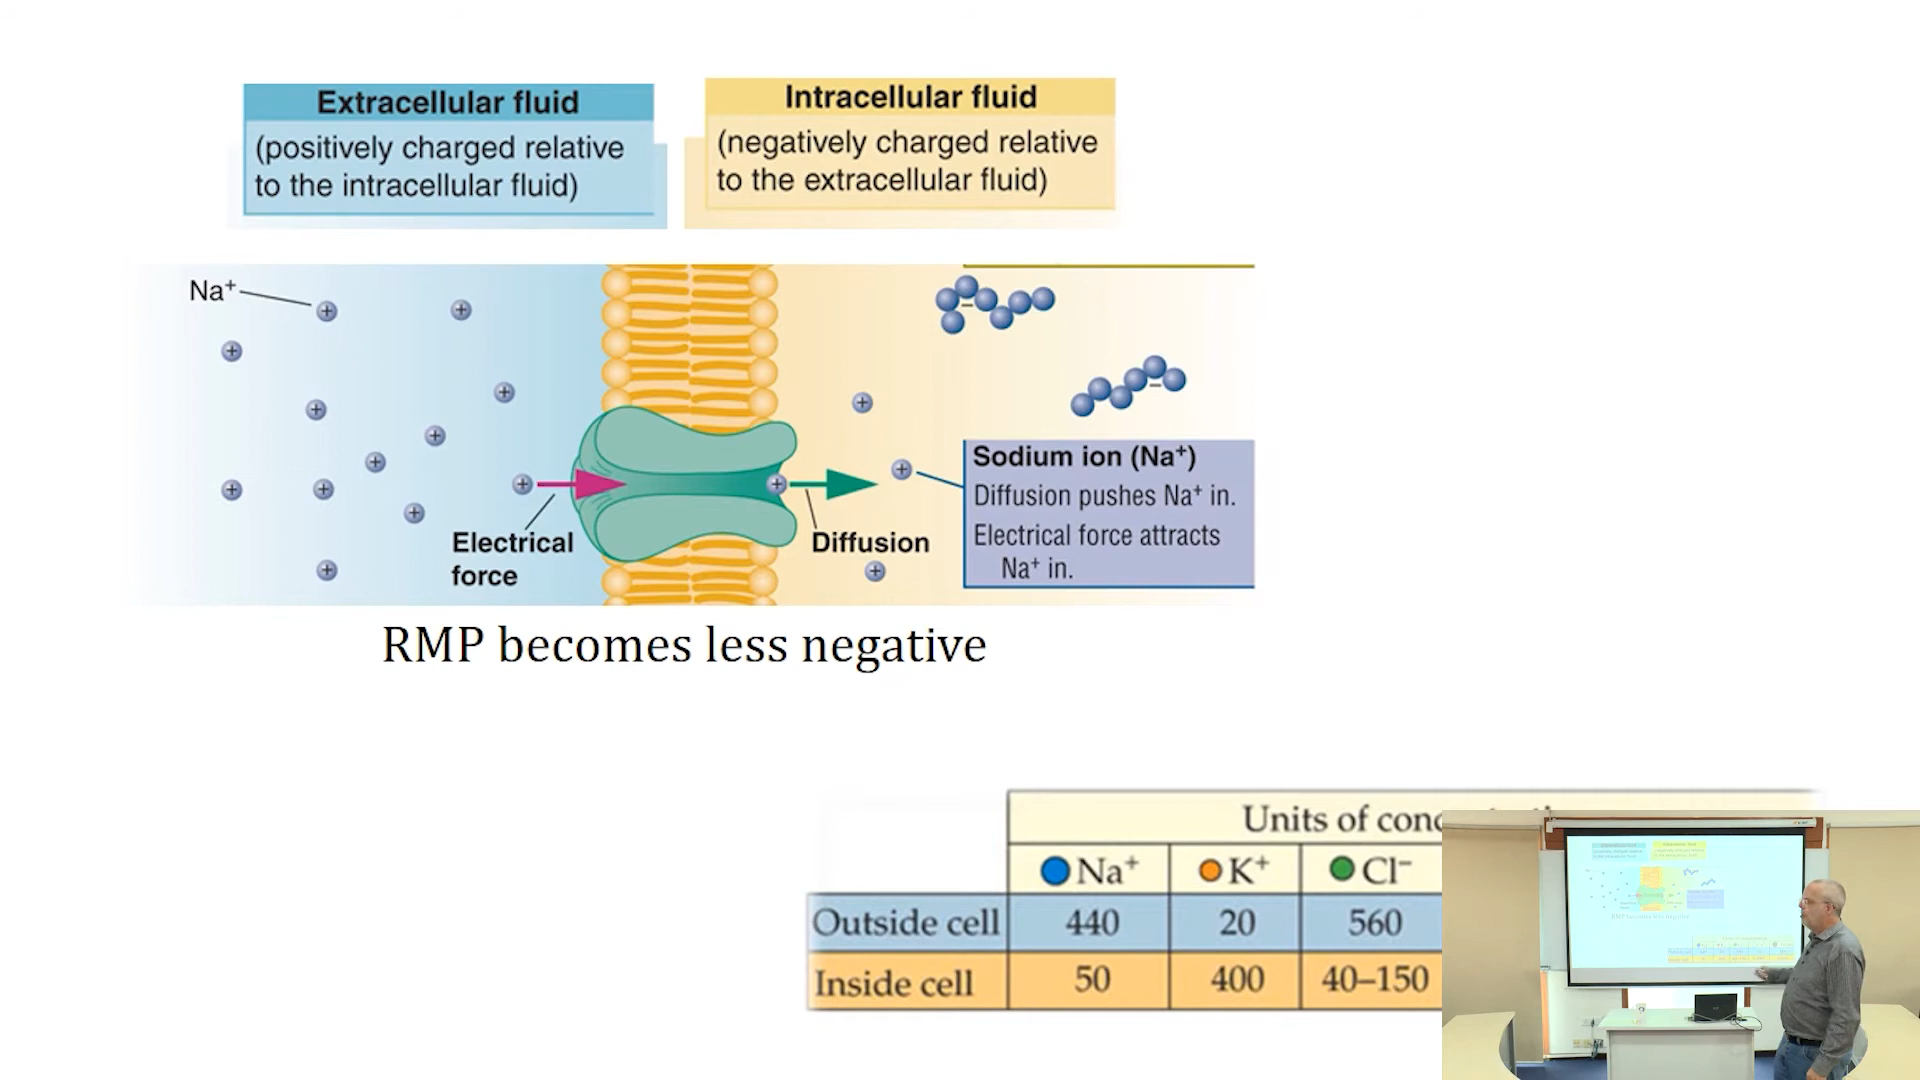 Extracellular fluid
(positively charged relative
to the intracellular fluid)
Intracellular fluid
(negatively charged relative
to the extracellular fluid)
Na⁺
Electrical
force
Diffusion
Sodium ion (Na⁺)
Diffusion pushes Na⁺ in.
Electrical force attracts
Na⁺ in.
RMP becomes less negative
Units of conc
Na⁺ K⁺ Cl⁻
Outside cell 440 20 560
Inside cell 50 400 40–150